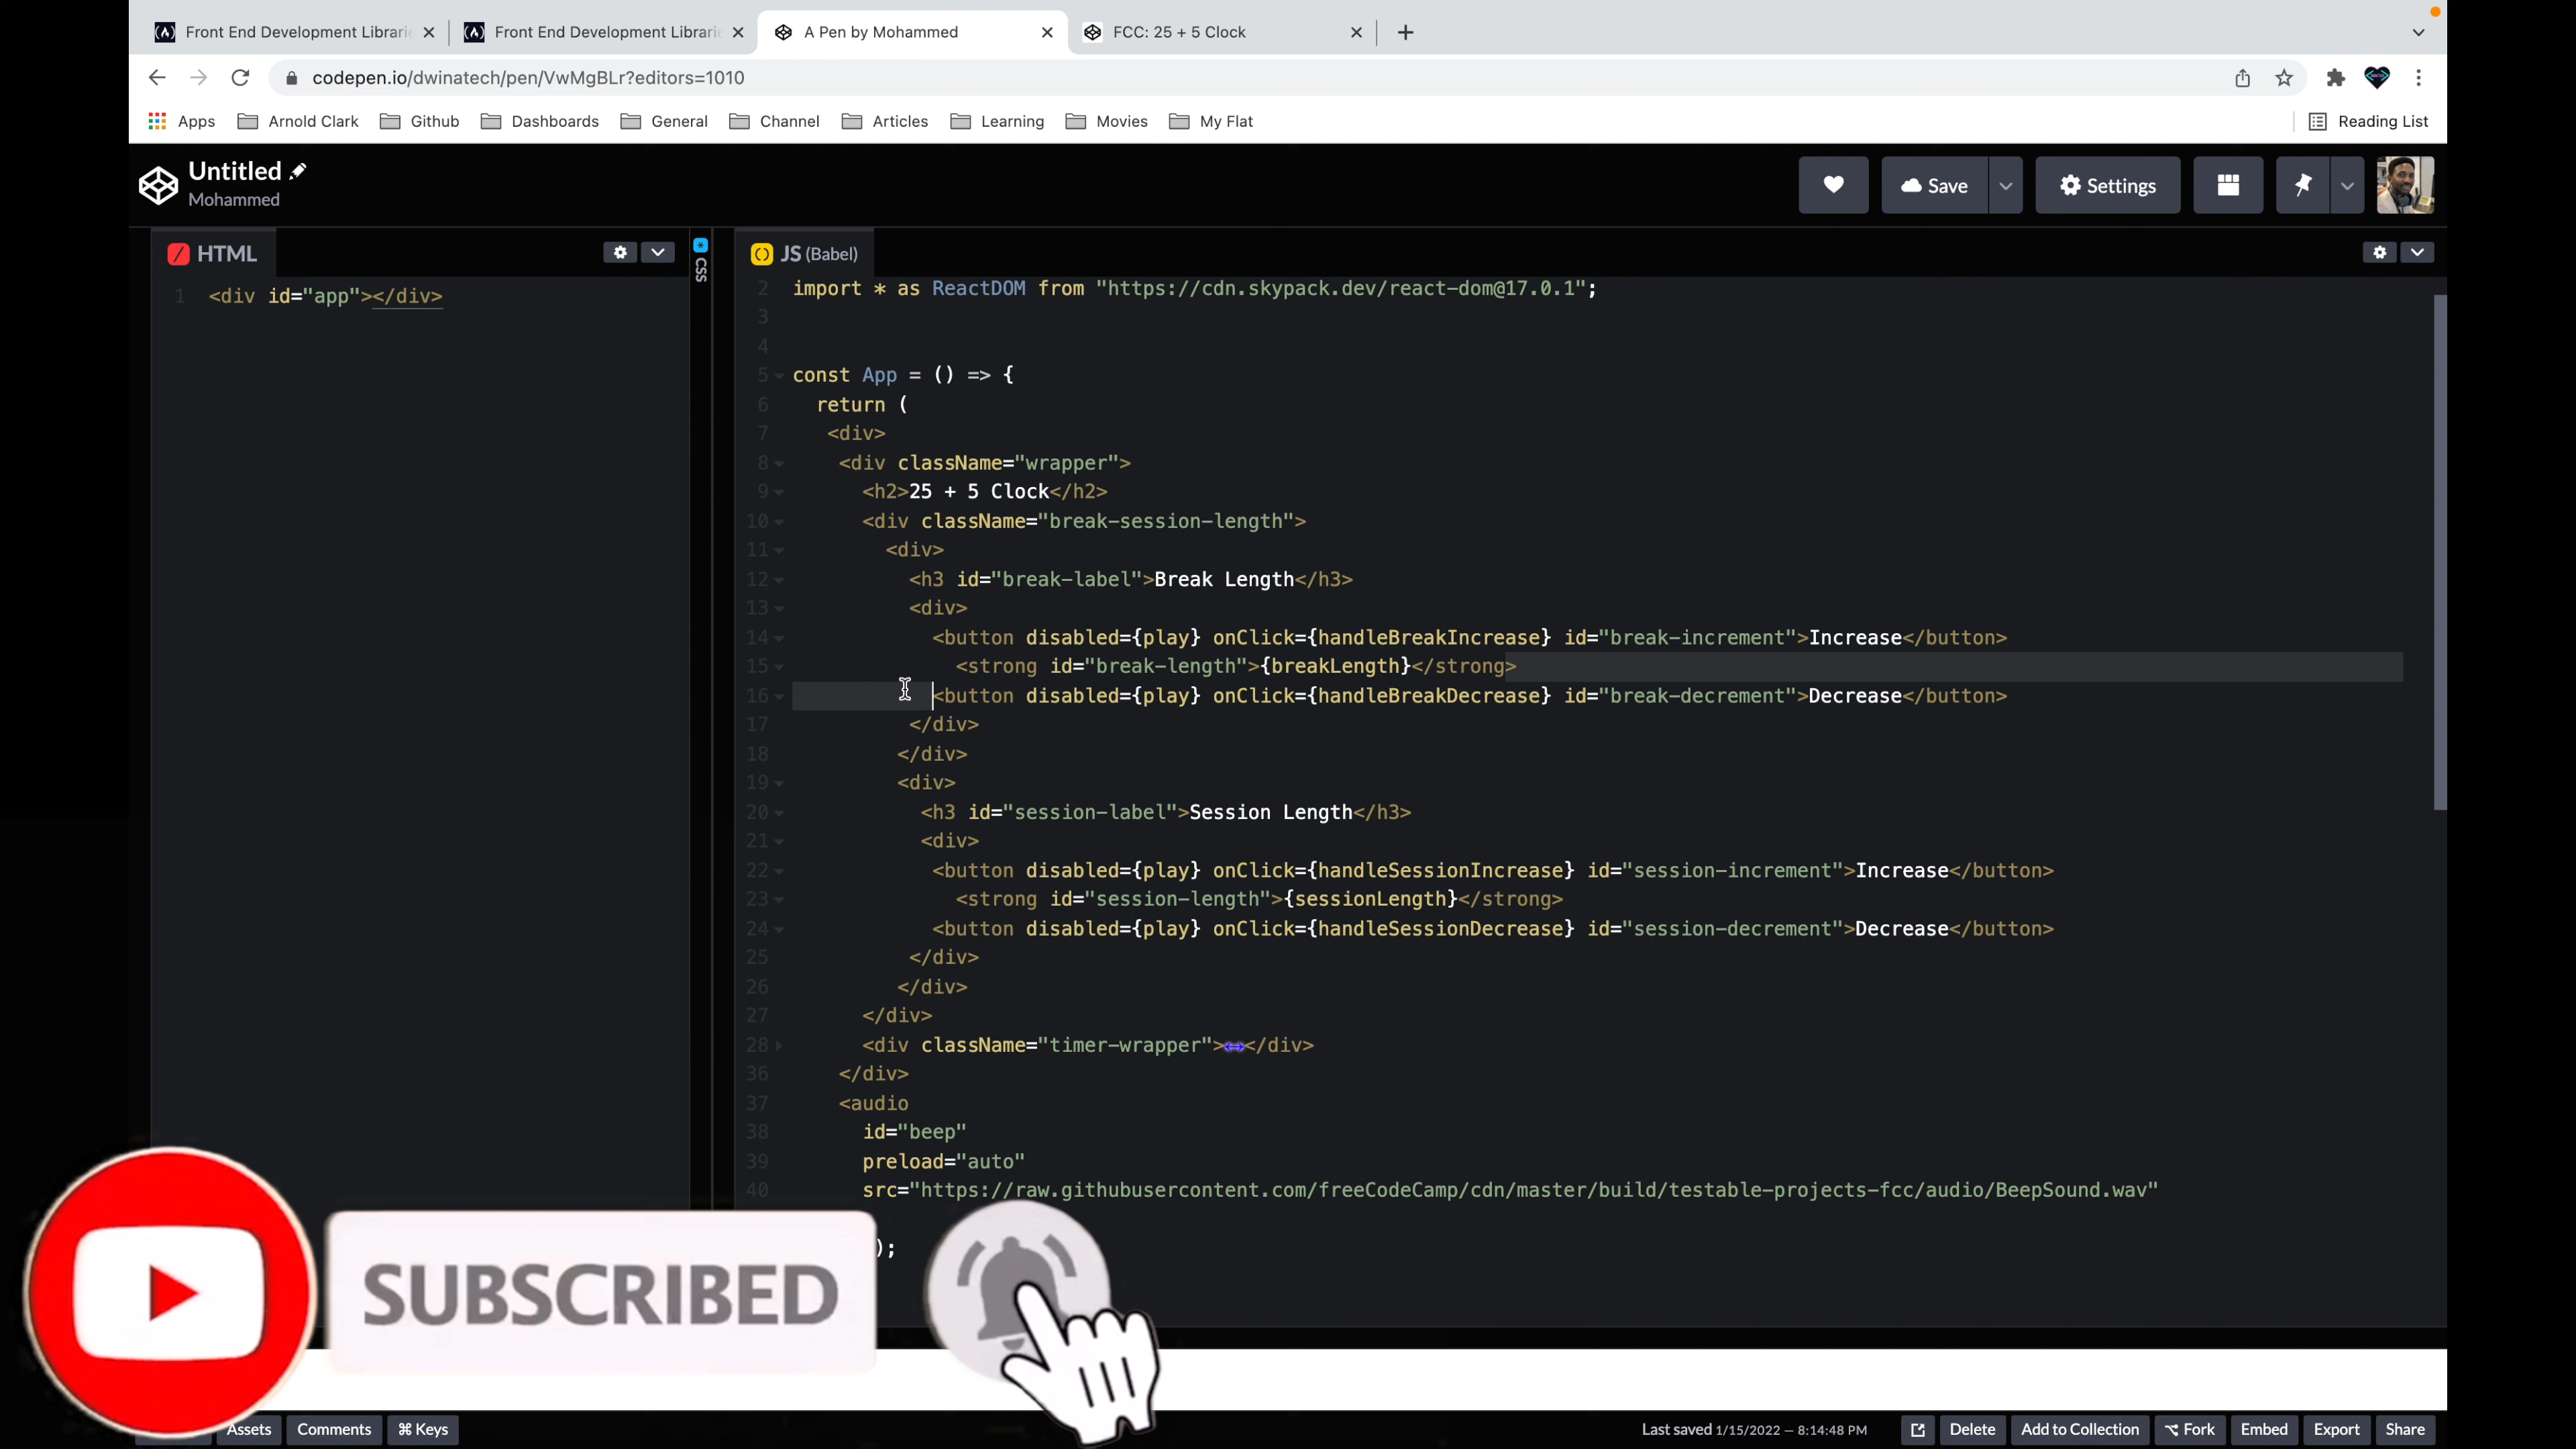 Front End Development Librarie
Front End Development Librarie
A Pen by Mohammed
FCC: 25 + 5 Clock
codepen.io/dwinatech/pen/VwMgBLr?editors=1010
Apps
Arnold Clark
Github
Dashboards
General
Channel
Articles
Learning
Movies
My Flat
Reading List
Untitled
Mohammed
Save
Settings
HTML
CSS
JS (Babel)
1 <div id="app"></div>
2 import * as ReactDOM from "https://cdn.skypack.dev/react-dom@17.0.1";
3
4
5 const App = () => {
6 return (
7 <div>
8 <div className="wrapper">
9 <h2>25 + 5 Clock</h2>
10 <div className="break-session-length">
11 <div>
12 <h3 id="break-label">Break Length</h3>
13 <div>
14 <button disabled={play} onClick={handleBreakIncrease} id="break-increment">Increase</button>
15 <strong id="break-length">{breakLength}</strong>
16 <button disabled={play} onClick={handleBreakDecrease} id="break-decrement">Decrease</button>
17 </div>
18 </div>
19 <div>
20 <h3 id="session-label">Session Length</h3>
21 <div>
22 <button disabled={play} onClick={handleSessionIncrease} id="session-increment">Increase</button>
23 <strong id="session-length">{sessionLength}</strong>
24 <button disabled={play} onClick={handleSessionDecrease} id="session-decrement">Decrease</button>
25 </div>
26 </div>
27 </div>
28 <div className="timer-wrapper"></div>
36 </div>
37 <audio
38 id="beep"
39 preload="auto"
40 src="https://raw.githubusercontent.com/freeCodeCamp/cdn/master/build/testable-projects-fcc/audio/BeepSound.wav"
);
SUBSCRIBED
Assets
Comments
⌘ Keys
Last saved 1/15/2022 — 8:14:48 PM
Delete
Add to Collection
Fork
Embed
Export
Share